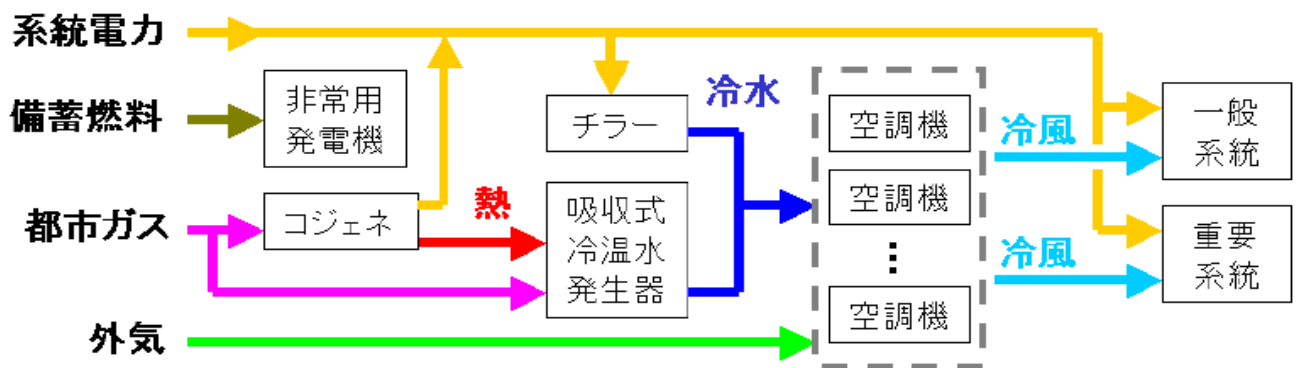 系統電力
備蓄燃料
非常用
発電機
都市ガス
コジェネ
熱
外気
チラー
吸収式
冷温水
発生器
冷水
空調機
空調機
空調機
冷風
冷風
一般
系統
重要
系統